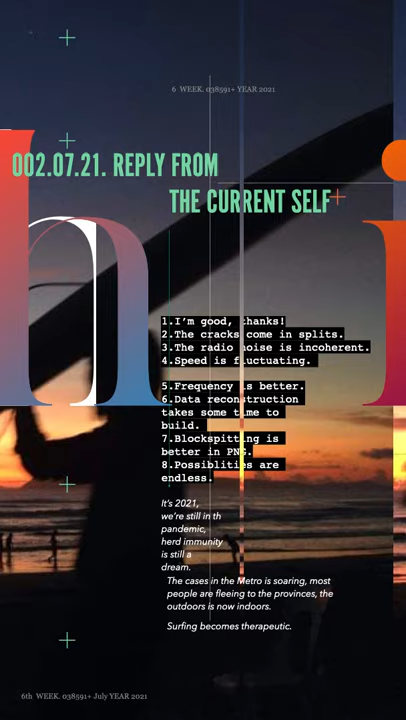 6 WEEK. 038591+ YEAR 2021
002.07.21. REPLY FROM
THE CURRENT SELF
hi
1.I'm good, thanks!
2.The cracks come in splits.
3.The radio noise is incoherent.
4.Speed is fluctuating.
5.Frequency is better.
6.Data reconstruction
takes some time to
build.
7.Blockspitting is
better in PNG.
8.Possiblities are
endless.
It's 2021,
we're still in th
pandemic,
herd immunity
is still a
dream.
The cases in the Metro is soaring, most
people are fleeing to the provinces, the
outdoors is now indoors.
Surfing becomes therapeutic.
6th WEEK. 038591+ July YEAR 2021